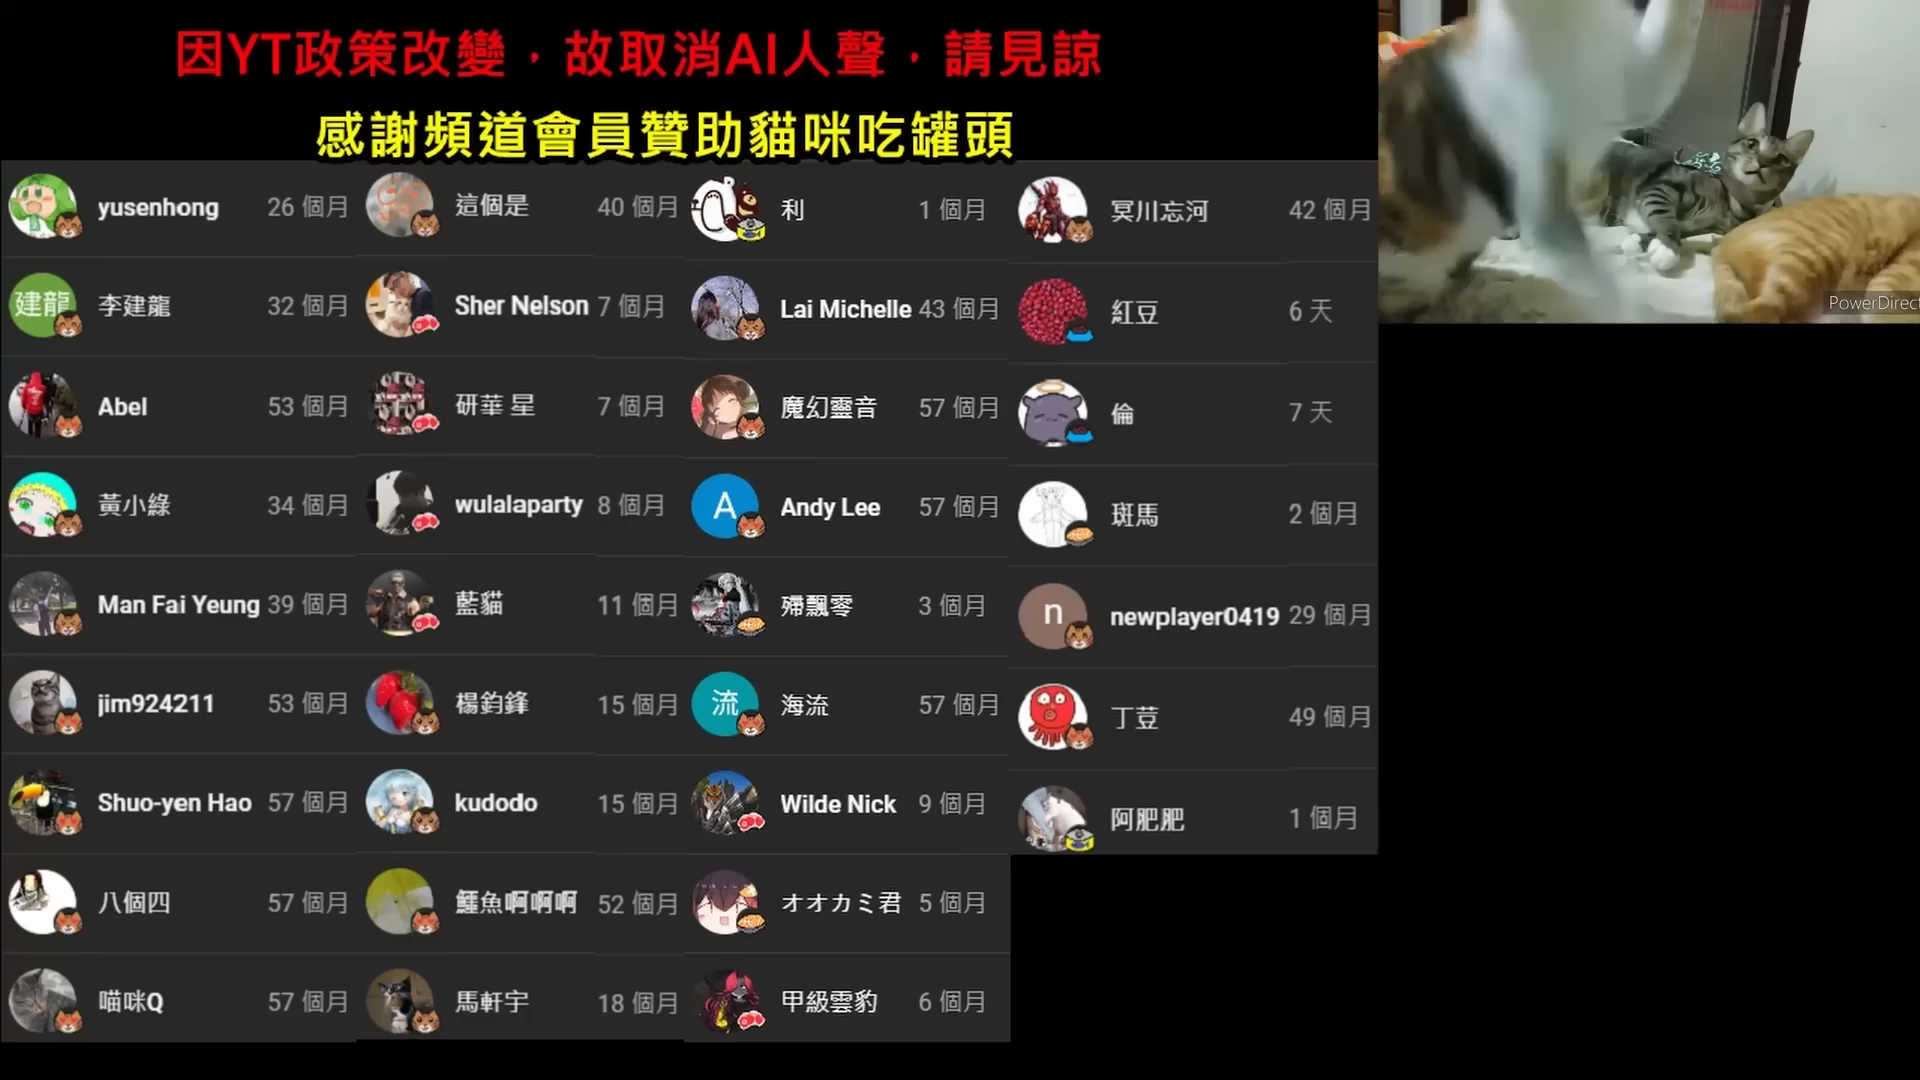 因YT政策改變，故取消AI人聲，請見諒
感謝頻道會員贊助貓咪吃罐頭
yusenhong 26 個月
建龍 李建龍 32 個月
Abel 53 個月
黃小綠 34 個月
Man Fai Yeung 39 個月
jim924211 53 個月
Shuo-yen Hao 57 個月
八個四 57 個月
喵咪Q 57 個月
這個是 40 個月
Sher Nelson 7 個月
研華 星 7 個月
wulalaparty 8 個月
藍貓 11 個月
楊鈞鋒 15 個月
kudodo 15 個月
鱷魚啊啊啊 52 個月
馬軒宇 18 個月
利 1 個月
Lai Michelle 43 個月
魔幻靈音 57 個月
A Andy Lee 57 個月
殢飄零 3 個月
流 海流 57 個月
Wilde Nick 9 個月
オオカミ君 5 個月
甲級雲豹 6 個月
冥川忘河 42 個月
紅豆 6 天
倫 7 天
斑馬 2 個月
n newplayer0419 29 個月
丁荳 49 個月
阿肥肥 1 個月
PowerDirect